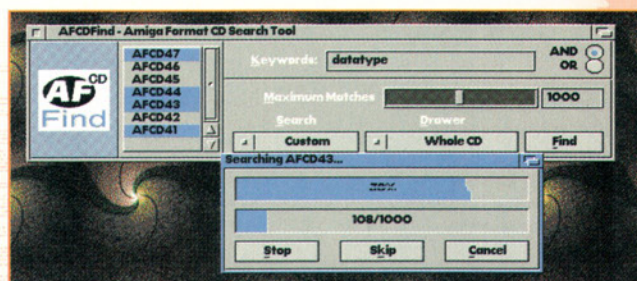 AFCDFind - Amiga Format CD Search Tool
AF CD
Find
AFCD47
AFCD46
AFCD45
AFCD44
AFCD43
AFCD42
AFCD41
Keywords: datatype
AND
OR
Maximum Matches 1000
Search Drawer
Custom Whole CD Find
Searching AFCD43...
108/1000
Stop Skip Cancel